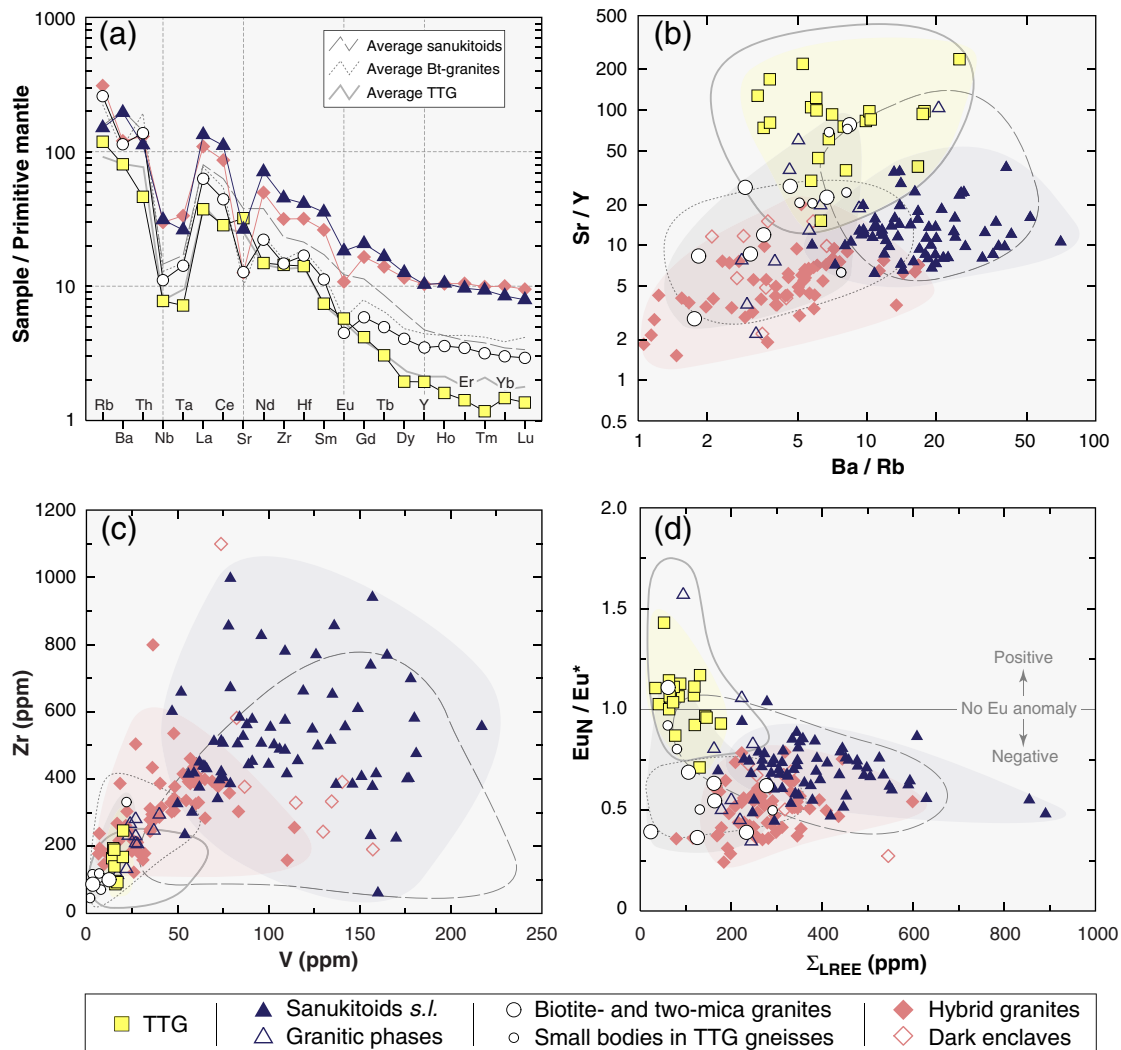 (a)
1000
100
10
1
Sample / Primitive mantle
Average sanukitoids
Average Bt-granites
Average TTG
Rb Th Ta Ce Nd Hf Eu Tb Y Er Yb
Ba Nb La Sr Zr Sm Gd Dy Ho Tm Lu
(b)
500
200
100
50
20
10
5
2
1
0.5
Sr / Y
1 2 5 10 20 50 100
Ba / Rb
(c)
1200
1000
800
600
400
200
0
Zr (ppm)
0 50 100 150 200 250
V (ppm)
(d)
2.0
1.5
1.0
0.5
0
EuN / Eu*
Positive
No Eu anomaly
Negative
0 200 400 600 800 1000
ΣLREE (ppm)
TTG
Sanukitoids s.l.
Granitic phases
Biotite- and two-mica granites
Small bodies in TTG gneisses
Hybrid granites
Dark enclaves